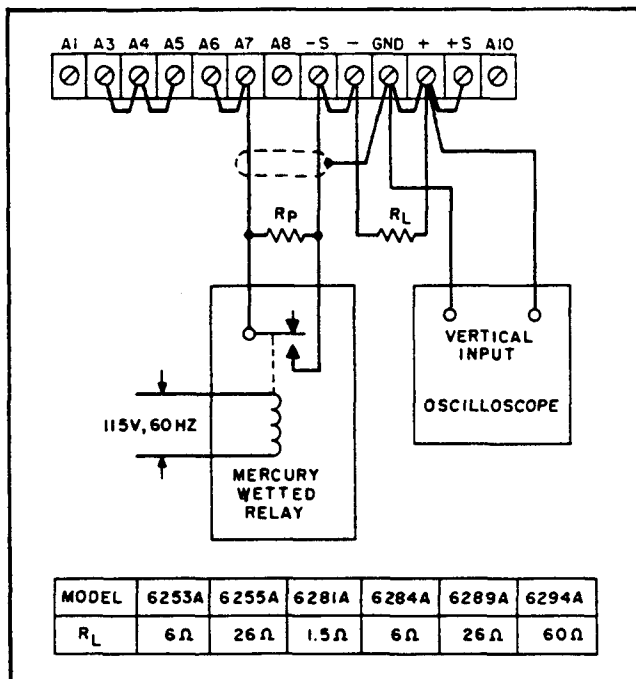 A1 A3 A4 A5 A6 A7 A8 -S - GND + +S A10
RP
RL
VERTICAL
INPUT
OSCILLOSCOPE
115V, 60 HZ
MERCURY
WETTED
RELAY
MODEL 6253A 6255A 6281A 6284A 6289A 6294A
RL 6Ω 26Ω 1.5Ω 6Ω 26Ω 60Ω